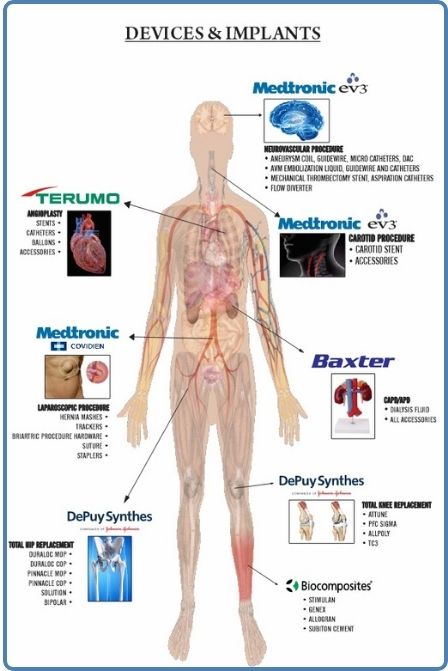 DEVICES & IMPLANTS
Medtronic ev3
NEUROVASCULAR PROCEDURE
• ANEURYSM COIL, GUIDEWIRE, MICRO CATHETERS, DAC
• AVM EMBOLIZATION LIQUID, GUIDEWIRE AND CATHETERS
• MECHANICAL THROMBECTOMY STENT, ASPIRATION CATHETERS
• FLOW DIVERTER
TERUMO
ANGIOPLASTY
STENTS •
CATHETERS •
BALLONS •
ACCESSORIES •
Medtronic ev3
CAROTID PROCEDURE
• CAROTID STENT
• ACCESSORIES
Medtronic
COVIDIEN
LAPAROSCOPIC PROCEDURE
HERNIA MASHES •
TRACKERS •
BRIARTRIC PROCEDURE HARDWARE •
SUTURE •
STAPLERS •
Baxter
CAPD/APD
• DIALYSIS FLUID
• ALL ACCESSORIES
DePuy Synthes
COMPANIES OF Johnson & Johnson
TOTAL KNEE REPLACEMENT
• ATTUNE
• PFC SIGMA
• ALLPOLY
• TC3
DePuy Synthes
COMPANIES OF Johnson & Johnson
TOTAL HIP REPLACEMENT
DURALOC MOP •
DURALOC COP •
PINNACLE MOP •
PINNACLE COP •
SOLUTION •
BIPOLAR •
Biocomposites
• STIMULAN
• GENEX
• ALLOGRAN
• SUBITON CEMENT